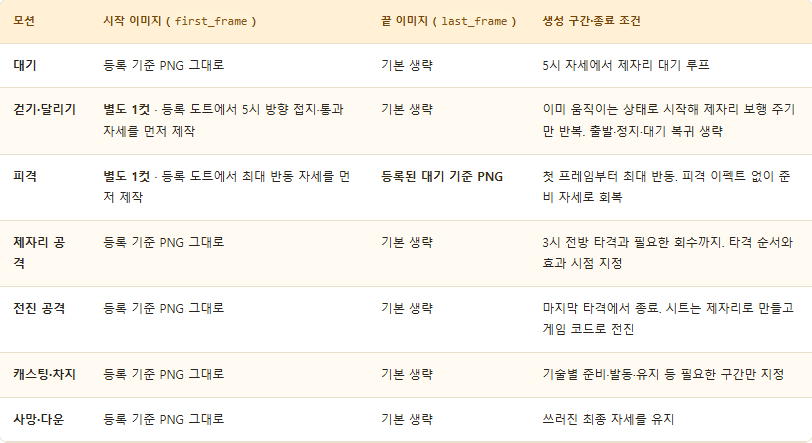 모션 시작 이미지 ( first_frame ) 끝 이미지 ( last_frame ) 생성 구간·종료 조건
대기 등록 기준 PNG 그대로 기본 생략 5시 자세에서 제자리 대기 루프
걷기·달리기 별도 1컷 · 등록 도트에서 5시 방향 접지·통과 자세를 먼저 제작 기본 생략 이미 움직이는 상태로 시작해 제자리 보행 주기만 반복. 출발·정지·대기 복귀 생략
피격 별도 1컷 · 등록 도트에서 최대 반동 자세를 먼저 제작 등록된 대기 기준 PNG 첫 프레임부터 최대 반동. 피격 이펙트 없이 준비 자세로 회복
제자리 공격 등록 기준 PNG 그대로 기본 생략 3시 전방 타격과 필요한 회수까지. 타격 순서와 효과 시점 지정
전진 공격 등록 기준 PNG 그대로 기본 생략 마지막 타격에서 종료. 시트는 제자리로 만들고 게임 코드로 전진
캐스팅·차지 등록 기준 PNG 그대로 기본 생략 기술별 준비·발동·유지 등 필요한 구간만 지정
사망·다운 등록 기준 PNG 그대로 기본 생략 쓰러진 최종 자세를 유지